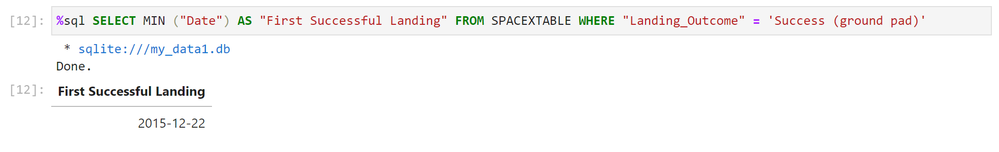 [12]: %sql SELECT MIN ("Date") AS "First Successful Landing" FROM SPACEXTABLE WHERE "Landing_Outcome" = 'Success (ground pad)'
* sqlite:///my_data1.db
Done.
[12]: First Successful Landing
2015-12-22